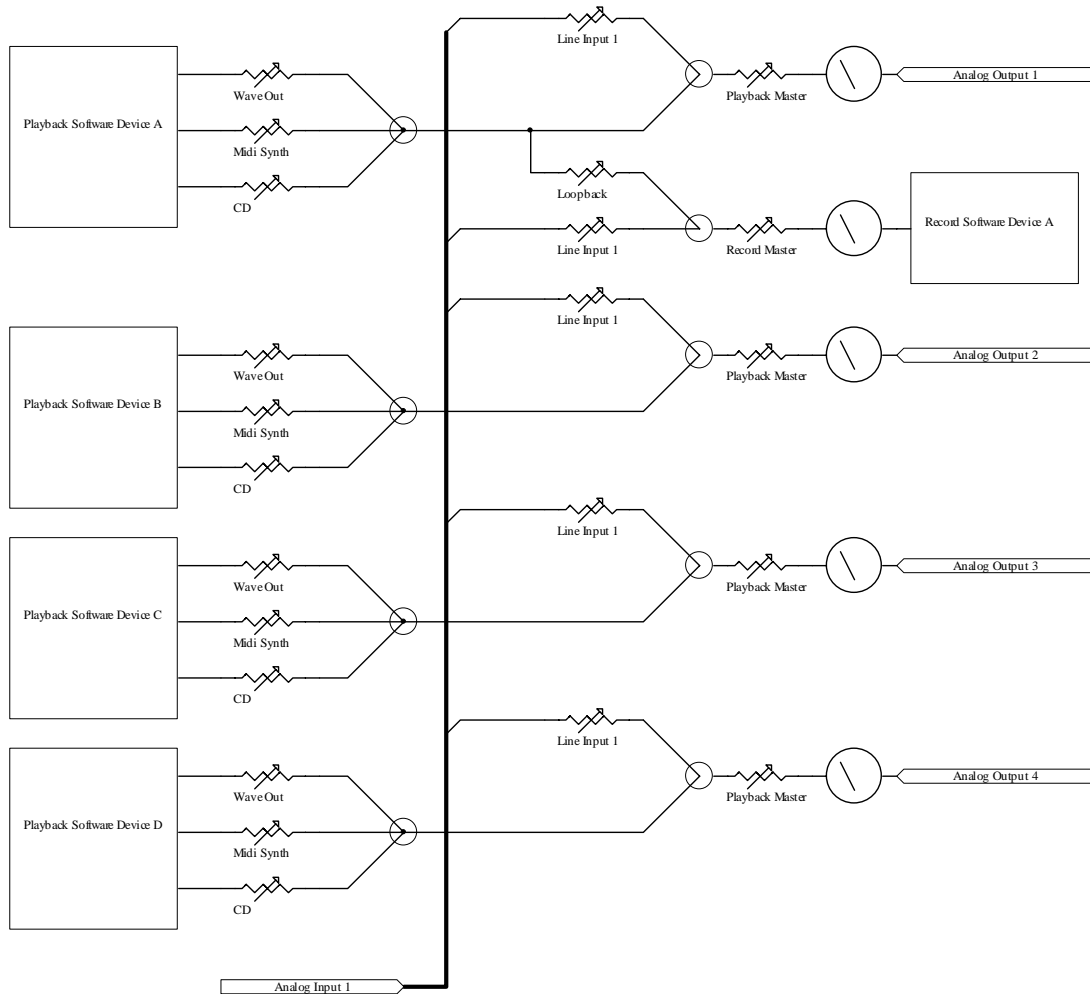 Line Input 1
Playback Software Device A
Wave Out
Midi Synth
CD
Playback Master
Analog Output 1
Loopback
Line Input 1
Record Master
Record Software Device A
Line Input 1
Playback Software Device B
Wave Out
Midi Synth
CD
Playback Master
Analog Output 2
Line Input 1
Playback Software Device C
Wave Out
Midi Synth
CD
Playback Master
Analog Output 3
Line Input 1
Playback Software Device D
Wave Out
Midi Synth
CD
Playback Master
Analog Output 4
Analog Input 1